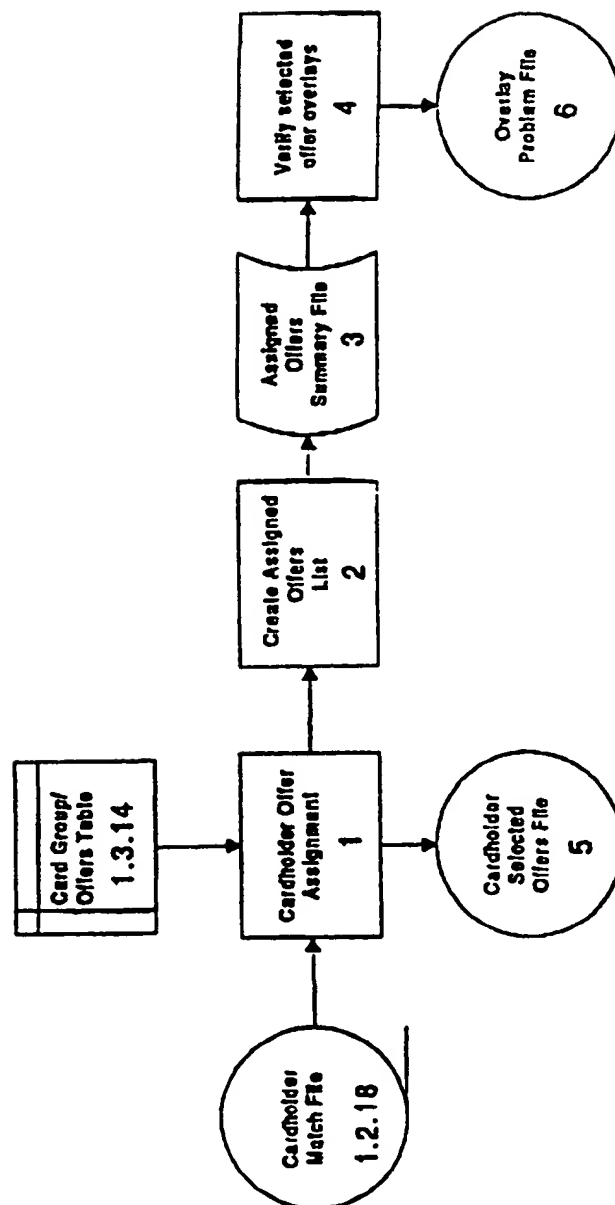 Card Group/
Offers Table
1.3.14
Cardholder
Match File
1.2.18
Cardholder Offer
Assignment
1
Create Assigned
Offers
List
2
Assigned
Offers
Summary File
3
Verify selected
offer overlays
4
Cardholder
Selected
Offers File
5
Overlay
Problem File
6